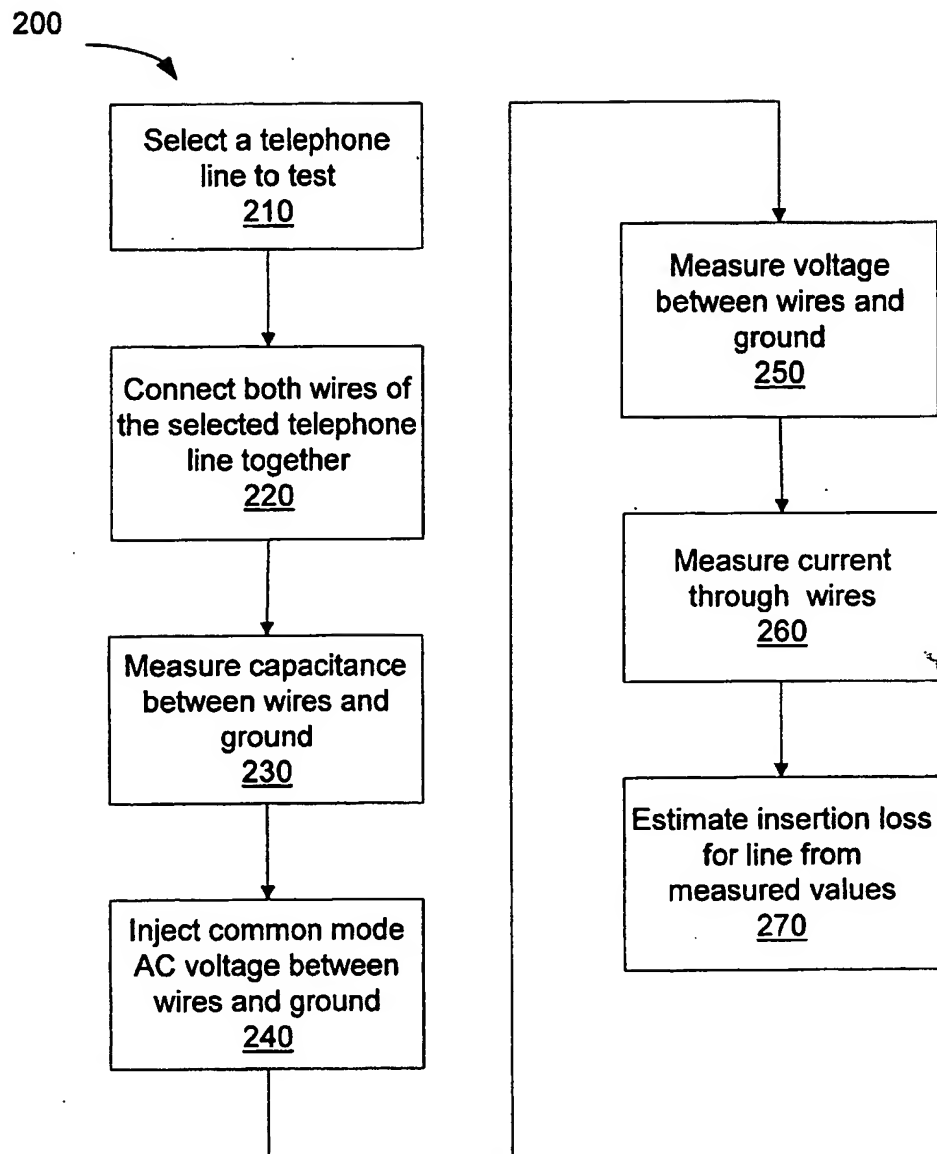 200
Select a telephone
line to test
210
Connect both wires of
the selected telephone
line together
220
Measure capacitance
between wires and
ground
230
Inject common mode
AC voltage between
wires and ground
240
Measure voltage
between wires and
ground
250
Measure current
through wires
260
Estimate insertion loss
for line from
measured values
270